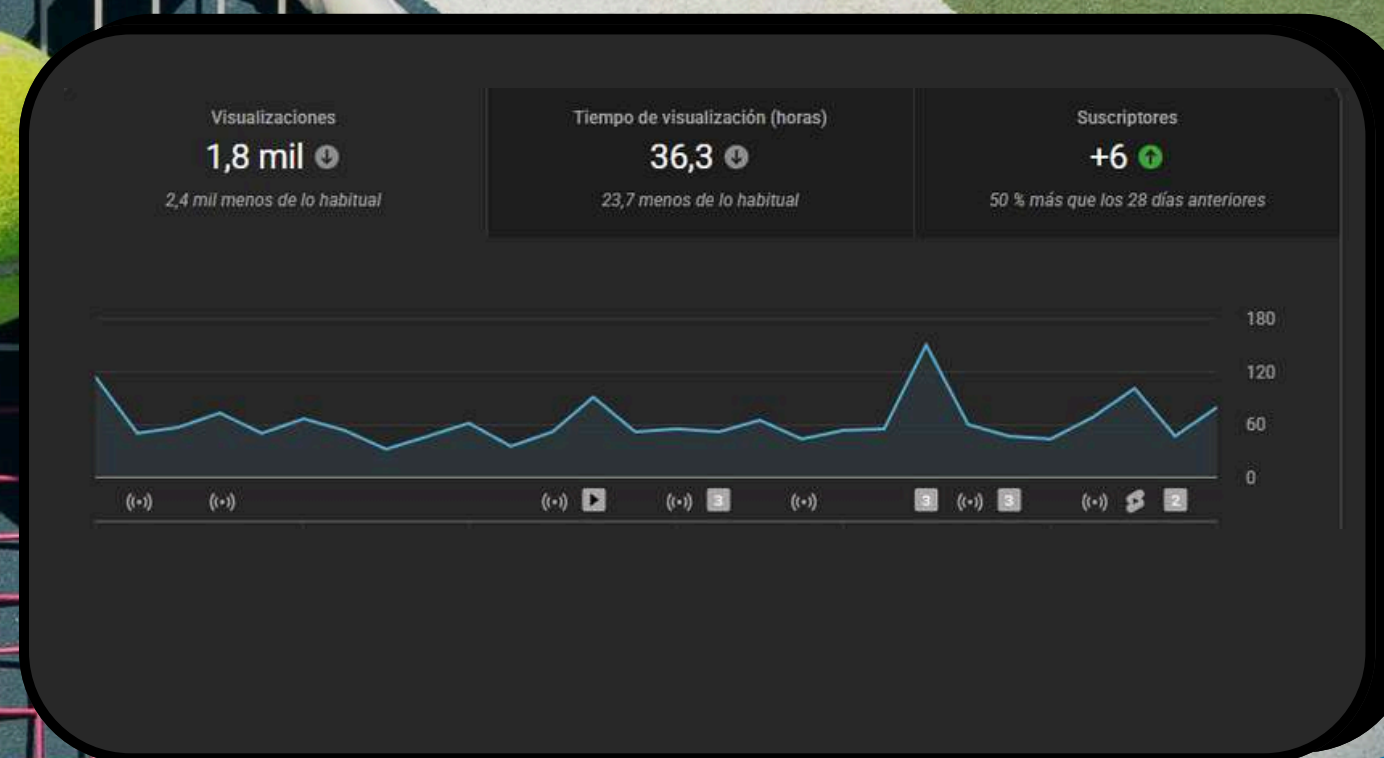 Visualizaciones
1,8 mil
2,4 mil menos de lo habitual
Tiempo de visualización (horas)
36,3
23,7 menos de lo habitual
Suscriptores
+6
50 % más que los 28 días anteriores
180
120
60
0
3
3
3
2